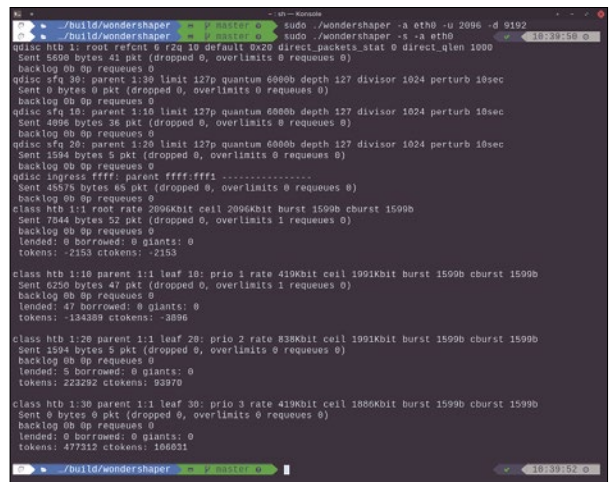 ~ : sh — Konsole
../build/wondershaper master sudo ./wondershaper -a eth0 -u 2096 -d 9192
../build/wondershaper master sudo ./wondershaper -s -a eth0 10:39:50
qdisc htb 1: root refcnt 6 r2q 10 default 0x20 direct_packets_stat 0 direct_qlen 1000
Sent 5690 bytes 41 pkt (dropped 0, overlimits 0 requeues 0)
backlog 0b 0p requeues 0
qdisc sfq 30: parent 1:30 limit 127p quantum 6000b depth 127 divisor 1024 perturb 10sec
Sent 0 bytes 0 pkt (dropped 0, overlimits 0 requeues 0)
backlog 0b 0p requeues 0
qdisc sfq 10: parent 1:10 limit 127p quantum 6000b depth 127 divisor 1024 perturb 10sec
Sent 4096 bytes 36 pkt (dropped 0, overlimits 0 requeues 0)
backlog 0b 0p requeues 0
qdisc sfq 20: parent 1:20 limit 127p quantum 6000b depth 127 divisor 1024 perturb 10sec
Sent 1594 bytes 5 pkt (dropped 0, overlimits 0 requeues 0)
backlog 0b 0p requeues 0
qdisc ingress ffff: parent ffff:fff1 ----------------
Sent 45575 bytes 65 pkt (dropped 0, overlimits 0 requeues 0)
backlog 0b 0p requeues 0
class htb 1:1 root rate 2096Kbit ceil 2096Kbit burst 1599b cburst 1599b
Sent 7844 bytes 52 pkt (dropped 0, overlimits 1 requeues 0)
backlog 0b 0p requeues 0
lended: 0 borrowed: 0 giants: 0
tokens: -2153 ctokens: -2153
class htb 1:10 parent 1:1 leaf 10: prio 1 rate 419Kbit ceil 1991Kbit burst 1599b cburst 1599b
Sent 6250 bytes 47 pkt (dropped 0, overlimits 1 requeues 0)
backlog 0b 0p requeues 0
lended: 47 borrowed: 0 giants: 0
tokens: -134389 ctokens: -3896
class htb 1:20 parent 1:1 leaf 20: prio 2 rate 838Kbit ceil 1991Kbit burst 1599b cburst 1599b
Sent 1594 bytes 5 pkt (dropped 0, overlimits 0 requeues 0)
backlog 0b 0p requeues 0
lended: 5 borrowed: 0 giants: 0
tokens: 223292 ctokens: 93970
class htb 1:30 parent 1:1 leaf 30: prio 3 rate 419Kbit ceil 1886Kbit burst 1599b cburst 1599b
Sent 0 bytes 0 pkt (dropped 0, overlimits 0 requeues 0)
backlog 0b 0p requeues 0
lended: 0 borrowed: 0 giants: 0
tokens: 477312 ctokens: 106031
../build/wondershaper master 10:39:52